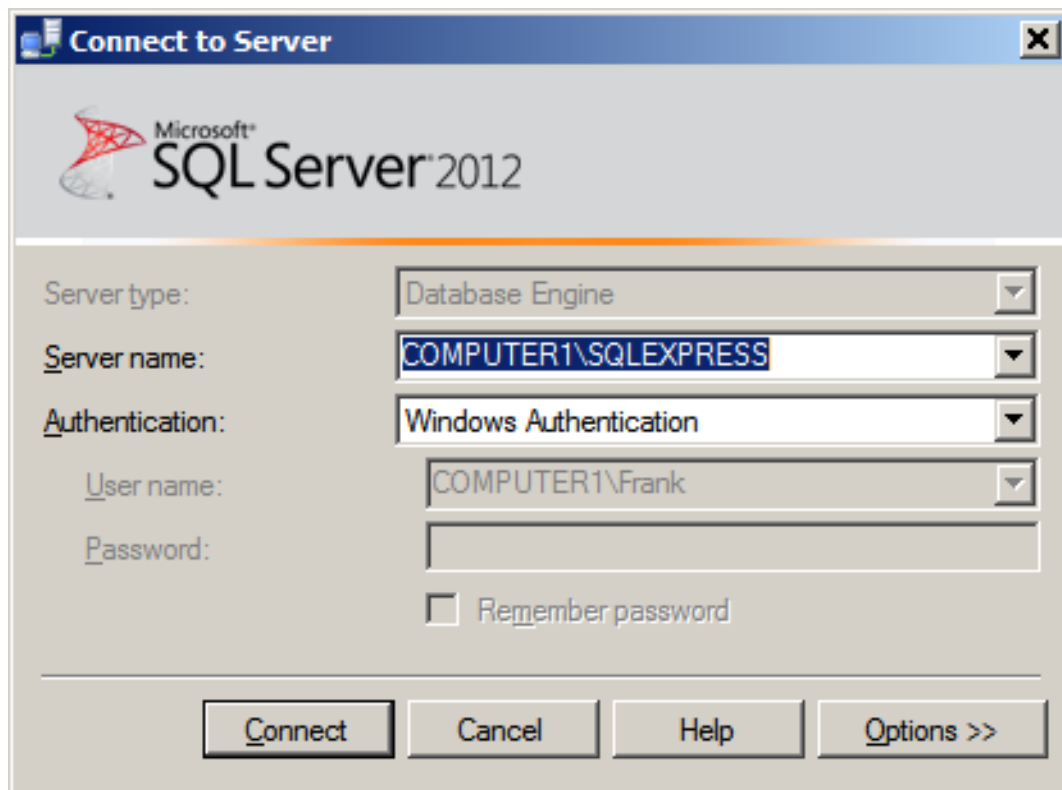 Connect to Server
Microsoft®
SQL Server® 2012
Server type: Database Engine
Server name: COMPUTER1\SQLEXPRESS
Authentication: Windows Authentication
User name: COMPUTER1\Frank
Password:
Remember password
Connect Cancel Help Options >>